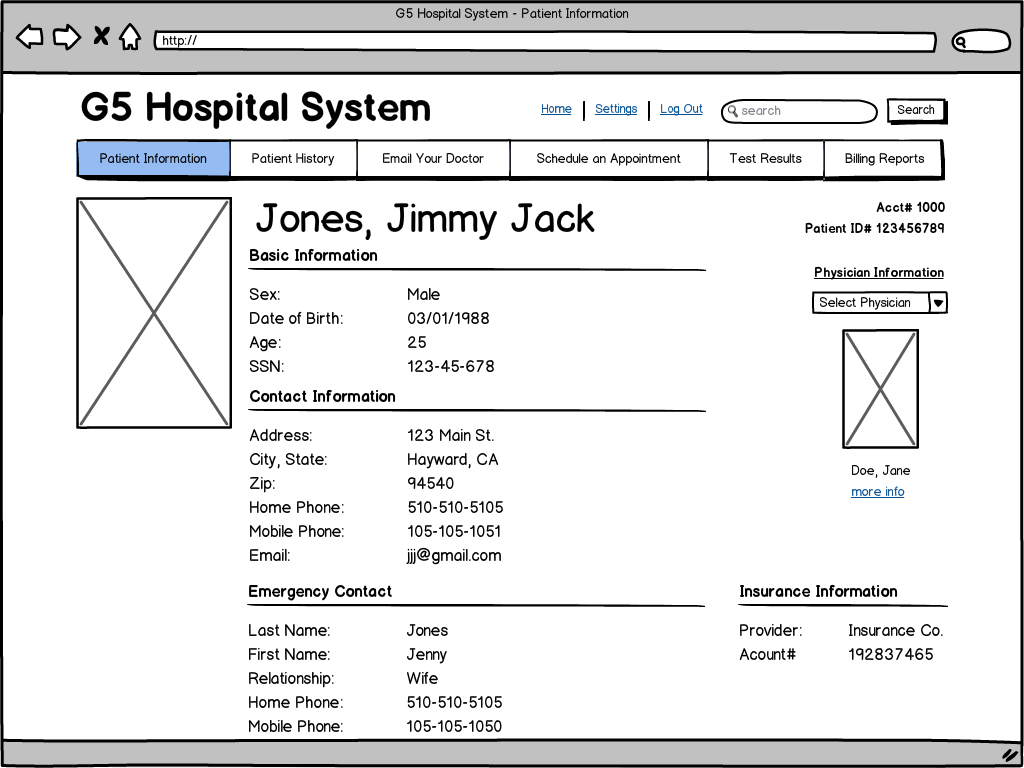 G5 Hospital System - Patient Information
http://
G5 Hospital System
Home Settings Log Out search Search
Patient Information Patient History Email Your Doctor Schedule an Appointment Test Results Billing Reports
Jones, Jimmy Jack
Acct# 1000
Patient ID# 123456789
Basic Information
Sex: Male
Date of Birth: 03/01/1988
Age: 25
SSN: 123-45-678
Physician Information
Select Physician
Doe, Jane
more info
Contact Information
Address: 123 Main St.
City, State: Hayward, CA
Zip: 94540
Home Phone: 510-510-5105
Mobile Phone: 105-105-1051
Email: jjj@gmail.com
Emergency Contact
Last Name: Jones
First Name: Jenny
Relationship: Wife
Home Phone: 510-510-5105
Mobile Phone: 105-105-1050
Insurance Information
Provider: Insurance Co.
Acount# 192837465